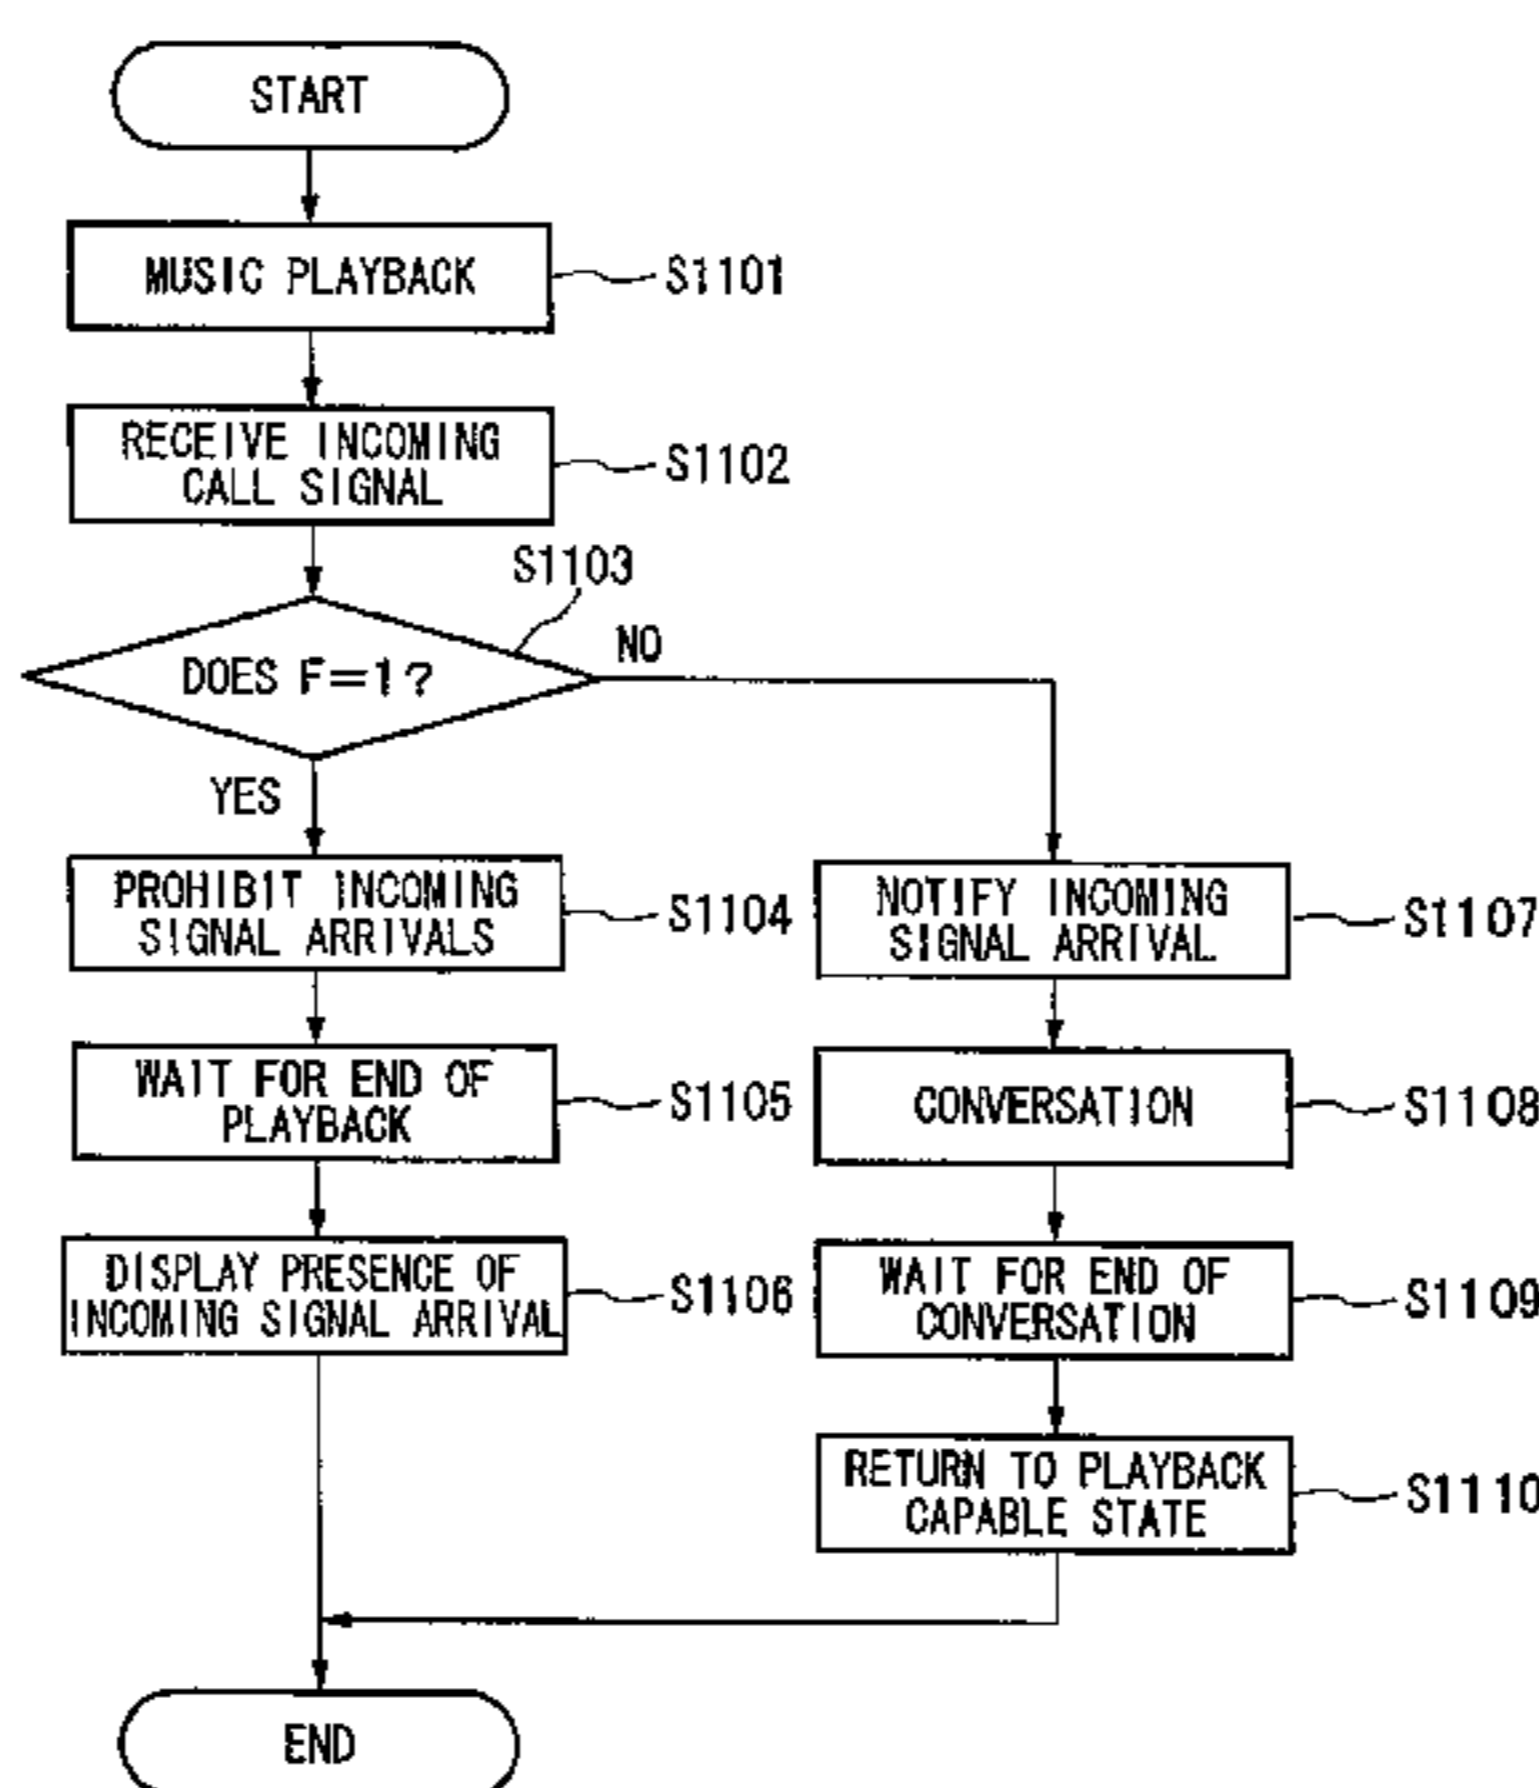 START
MUSIC PLAYBACK
S1101
RECEIVE INCOMING
CALL SIGNAL
S1102
S1103
DOES F=1?
NO
YES
PROHIBIT INCOMING
SIGNAL ARRIVALS
S1104
WAIT FOR END OF
PLAYBACK
S1105
DISPLAY PRESENCE OF
INCOMING SIGNAL ARRIVAL
S1106
NOTIFY INCOMING
SIGNAL ARRIVAL
S1107
CONVERSATION
S1108
WAIT FOR END OF
CONVERSATION
S1109
RETURN TO PLAYBACK
CAPABLE STATE
S1110
END